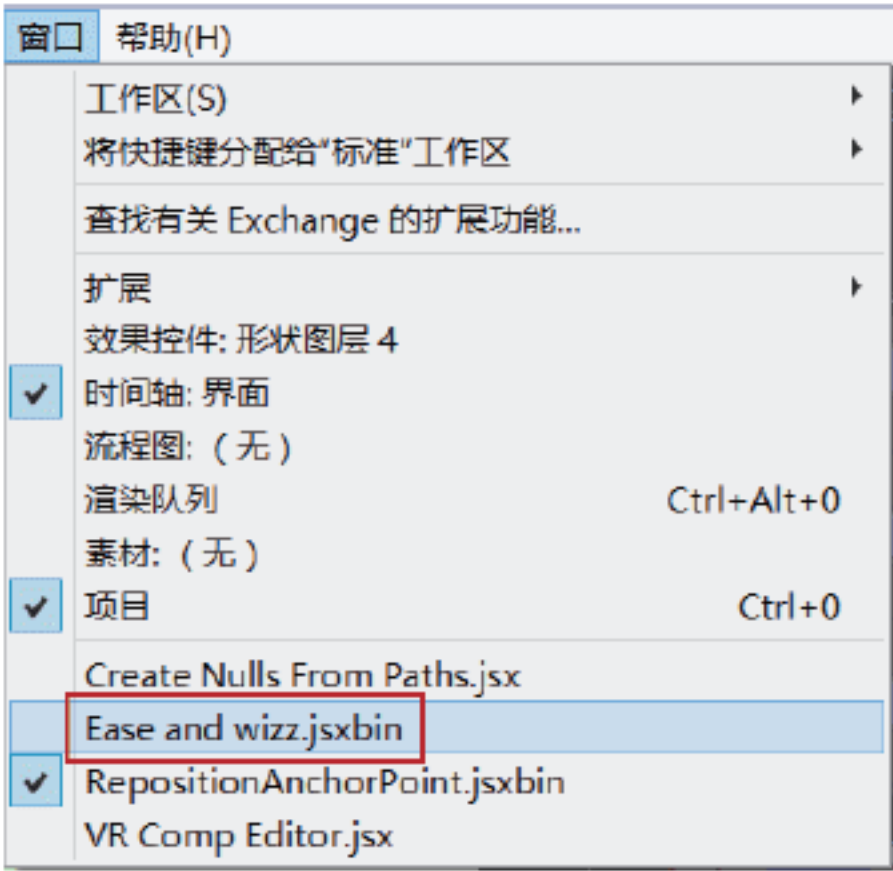 窗口 帮助(H)
工作区(S)
将快捷键分配给“标准”工作区
查找有关 Exchange 的扩展功能...
扩展
效果控件: 形状图层 4
时间轴: 界面
流程图: (无)
渲染队列 Ctrl+Alt+0
素材: (无)
项目 Ctrl+0
Create Nulls From Paths.jsx
Ease and wizz.jsxbin
RepositionAnchorPoint.jsxbin
VR Comp Editor.jsx